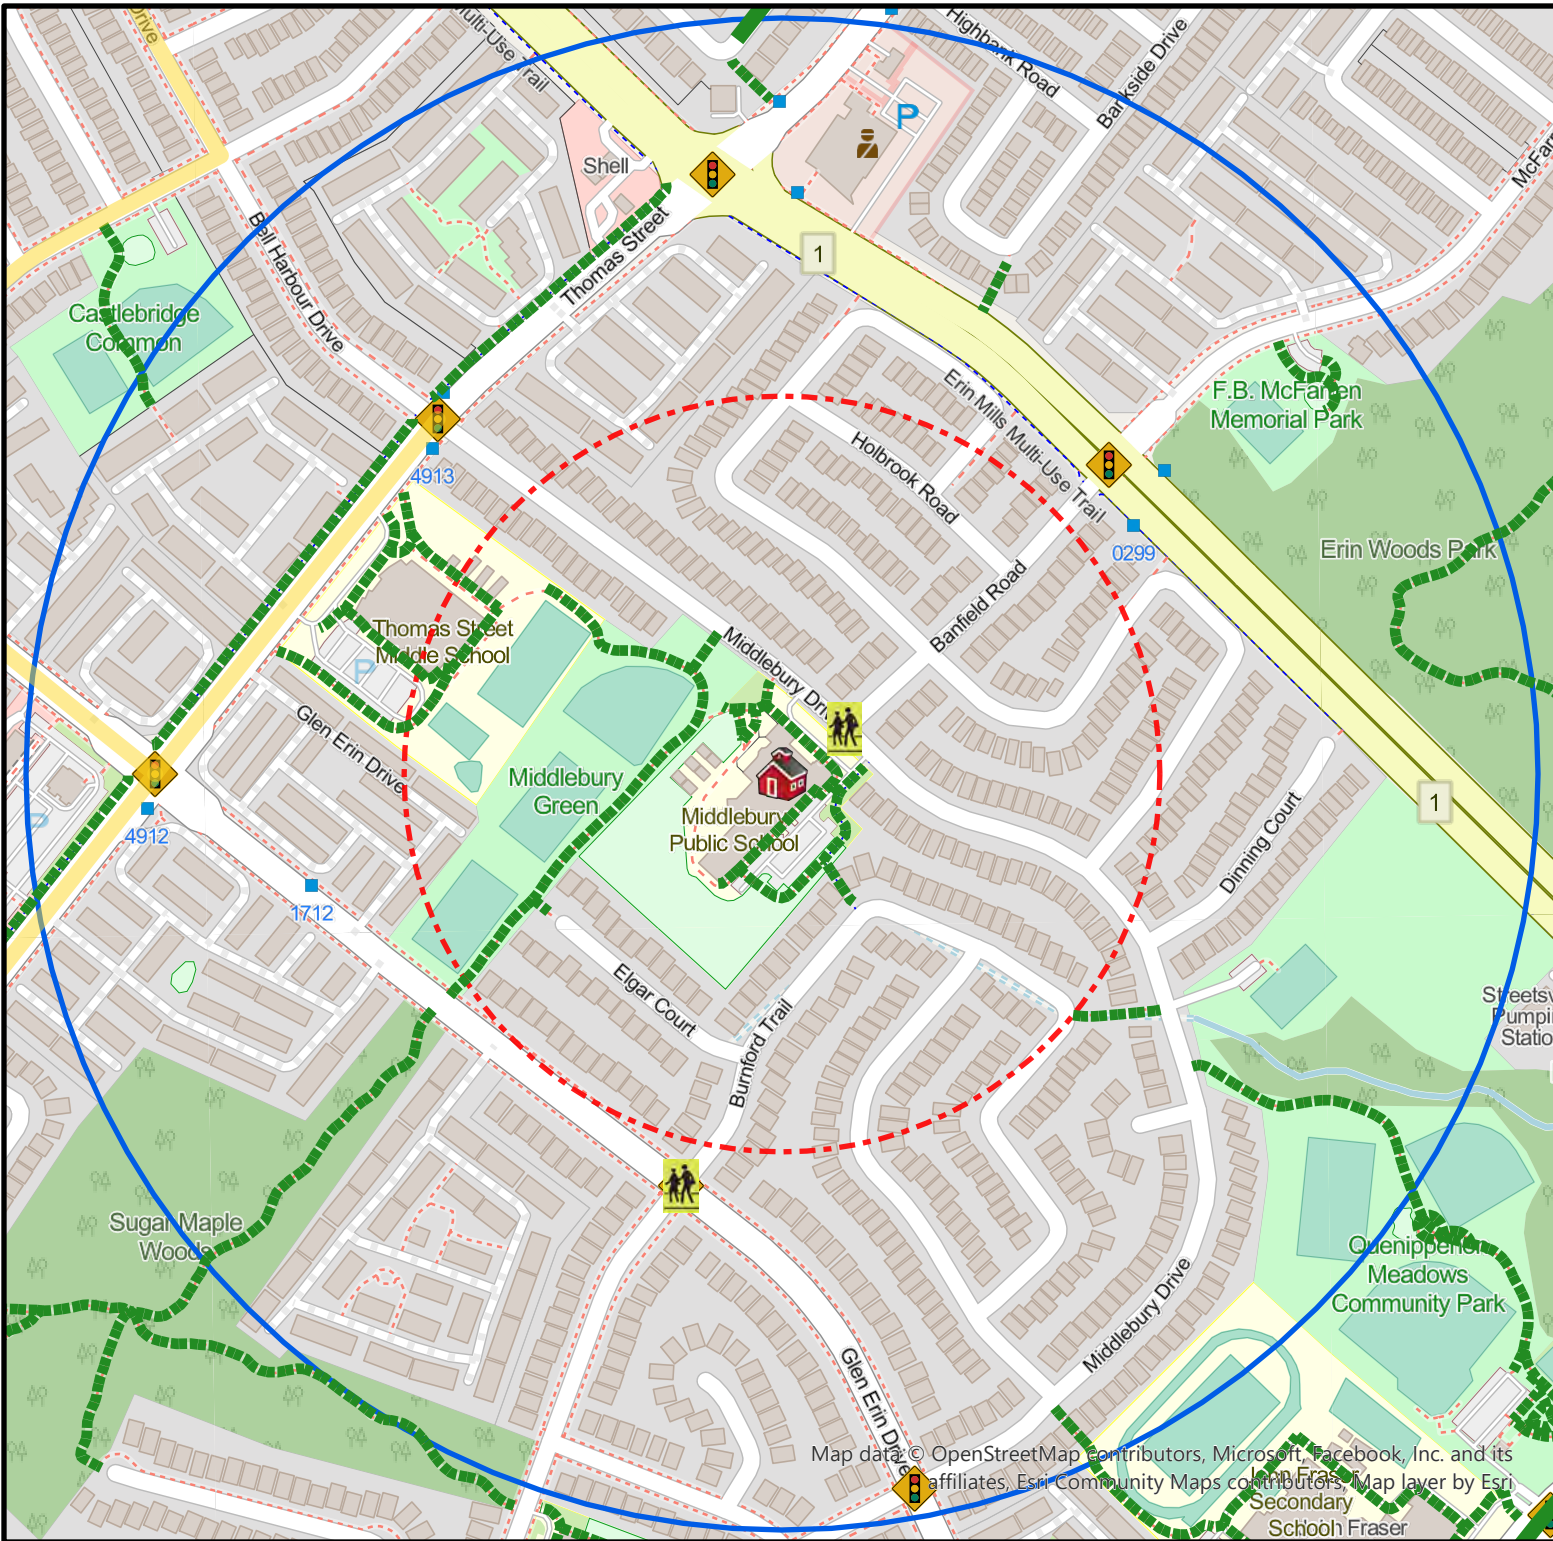 Drive
Multi-Use Trail
Highbank Road
Barkside Drive
P
Shell
Bell Harbour Drive
Thomas Street
1
Castlebridge
Common
Erin Mills Multi-Use Trail
F.B. McFarren
Memorial Park
4913
Holbrook Road
0299
Erin Woods Park
Banfield Road
Thomas Street
Middle School
P
Middlebury Drive
Glen Erin Drive
Middlebury
Green
Middlebury
Public School
1
P
4912
Dinning Court
1712
Elgar Court
Burnford Trail
Sugar Maple
Woods
Quenippenon
Meadows
Community Park
Middlebury Drive
Glen Erin Drive
Map data © OpenStreetMap contributors, Microsoft, Facebook, Inc. and its
affiliates, Esri Community Maps contributors, Map layer by Esri
Secondary
School
Fraser